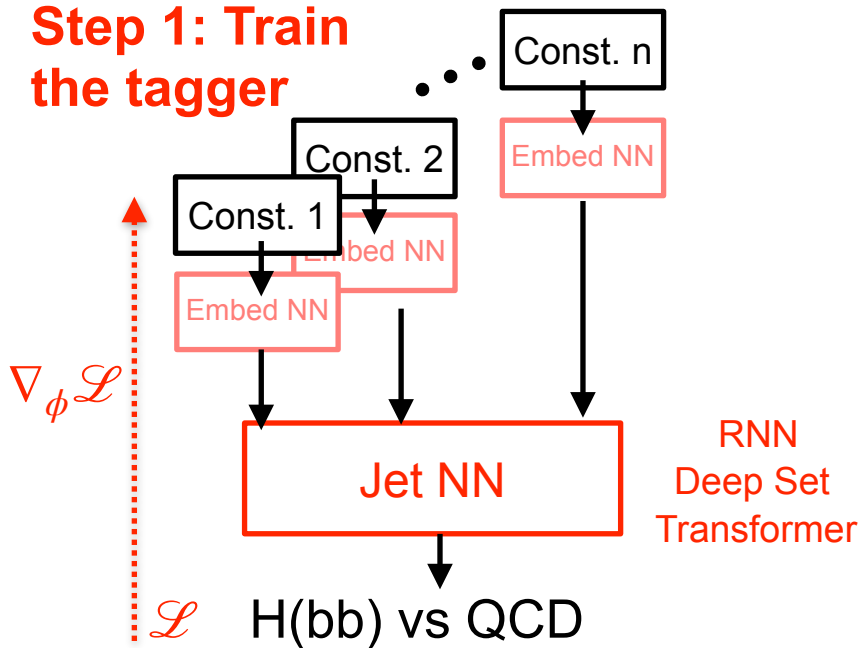 Step 1: Train
the tagger
Const. n
Embed NN
Const. 2
Embed NN
Const. 1
Embed NN
∇ϕℒ
Jet NN
RNN
Deep Set
Transformer
ℒ
H(bb) vs QCD